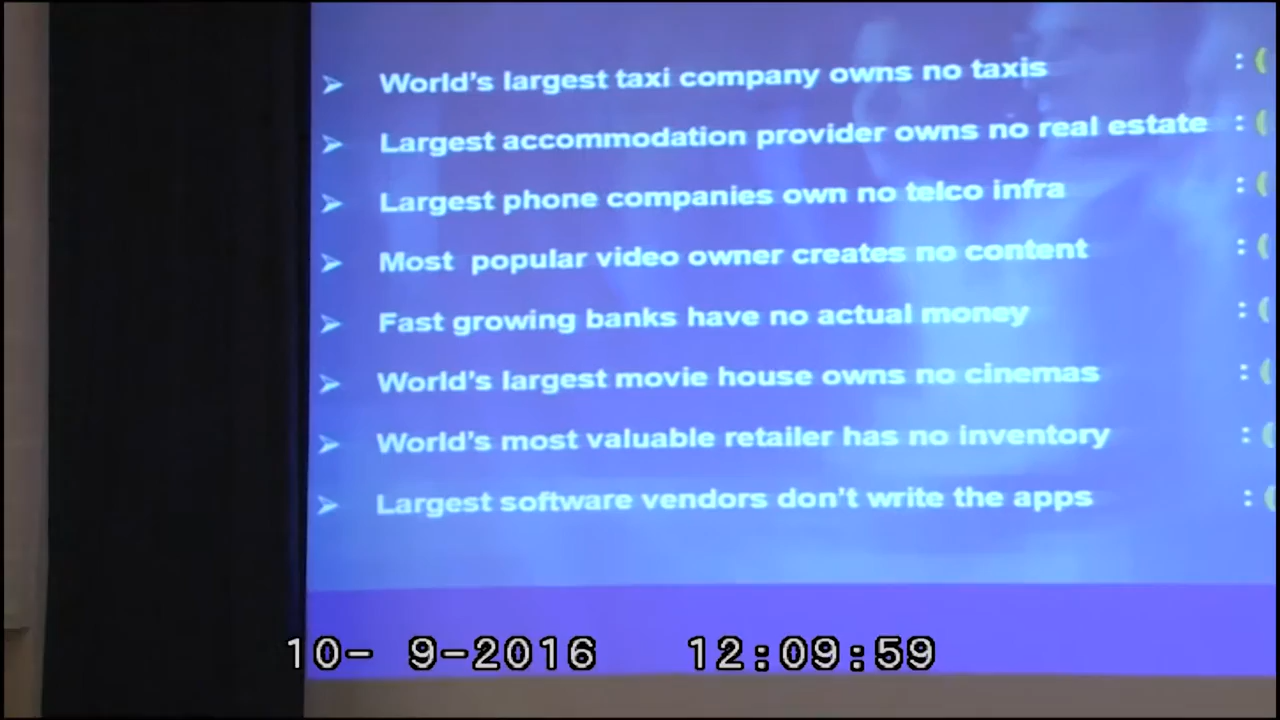 ➢ World's largest taxi company owns no taxis : (
➢ Largest accommodation provider owns no real estate : (
➢ Largest phone companies own no telco infra : (
➢ Most popular video owner creates no content : (
➢ Fast growing banks have no actual money : (
➢ World's largest movie house owns no cinemas : (
➢ World's most valuable retailer has no inventory : (
➢ Largest software vendors don't write the apps : (
10- 9-2016 12:09:59